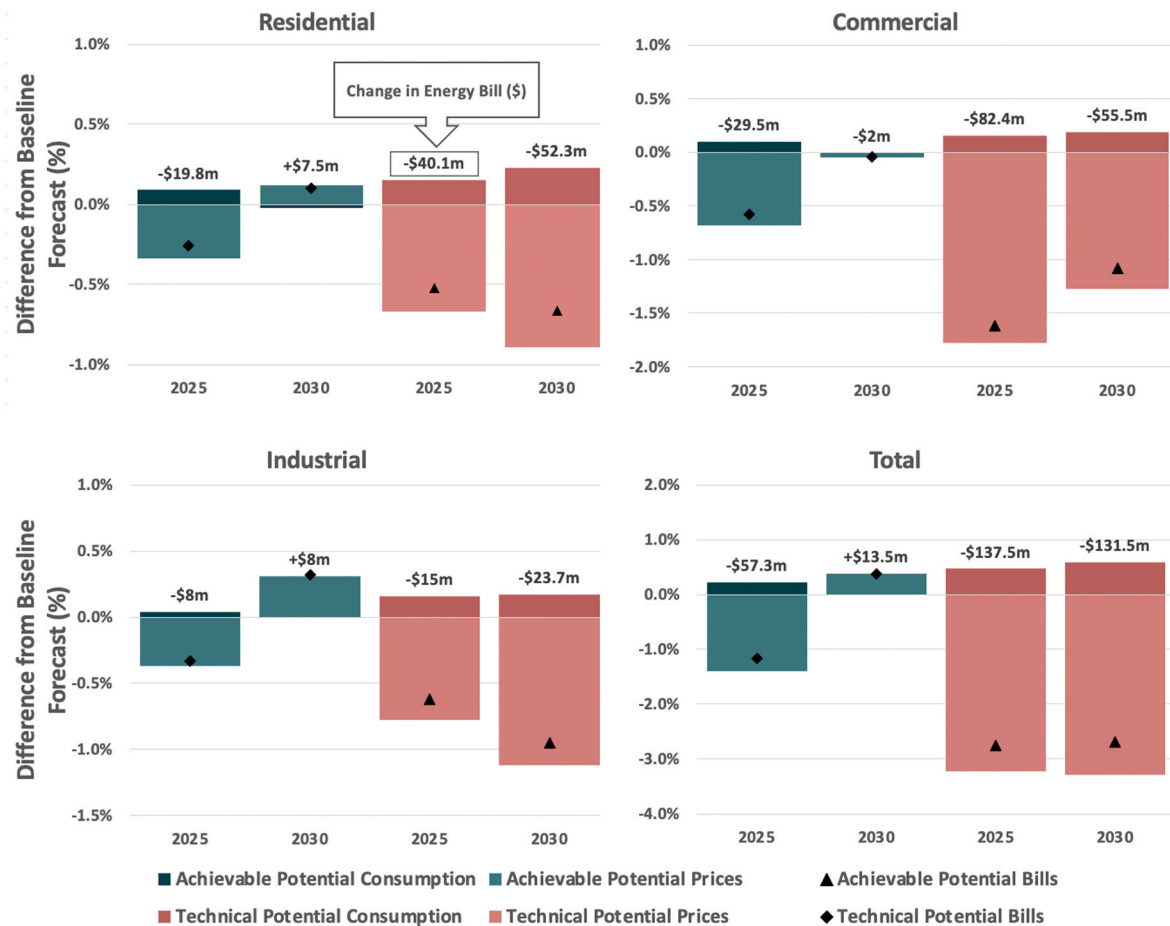 Residential
Difference from Baseline
Forecast (%)
1.0%
0.5%
0.0%
-0.5%
-1.0%
Change in Energy Bill ($)
-$19.8m
+$7.5m
-$40.1m
-$52.3m
2025
2030
2025
2030
Commercial
1.0%
0.5%
0.0%
-0.5%
-1.0%
-1.5%
-2.0%
-$29.5m
-$2m
-$82.4m
-$55.5m
2025
2030
2025
2030
Industrial
Difference from Baseline
Forecast (%)
1.0%
0.5%
0.0%
-0.5%
-1.0%
-1.5%
-$8m
+$8m
-$15m
-$23.7m
2025
2030
2025
2030
Total
2.0%
1.0%
0.0%
-1.0%
-2.0%
-3.0%
-4.0%
-$57.3m
+$13.5m
-$137.5m
-$131.5m
2025
2030
2025
2030
Achievable Potential Consumption
Achievable Potential Prices
Achievable Potential Bills
Technical Potential Consumption
Technical Potential Prices
Technical Potential Bills